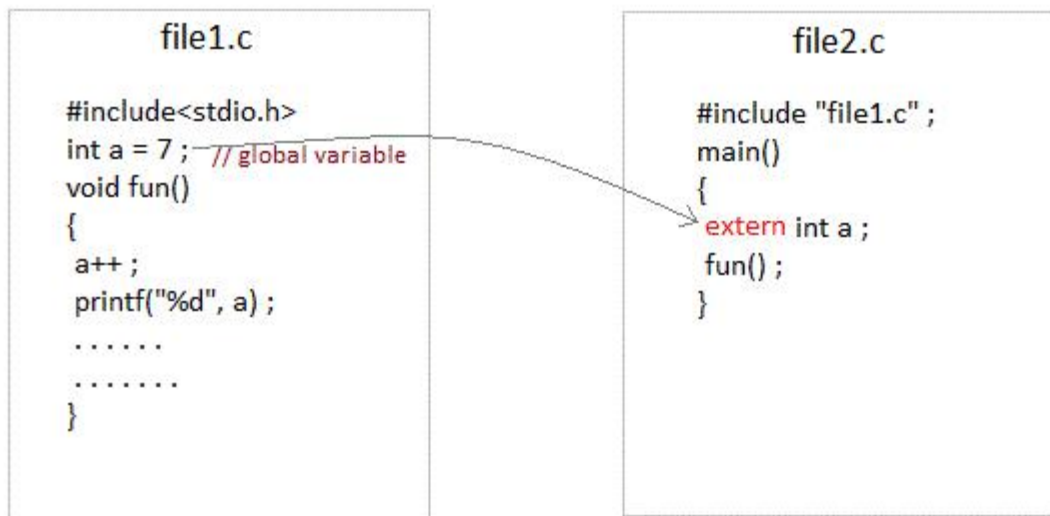 file1.c
#include<stdio.h>
int a = 7 ; // global variable
void fun()
{
a++ ;
printf("%d", a) ;
. . . . . .
. . . . . . .
}
file2.c
#include "file1.c" ;
main()
{
extern int a ;
fun() ;
}